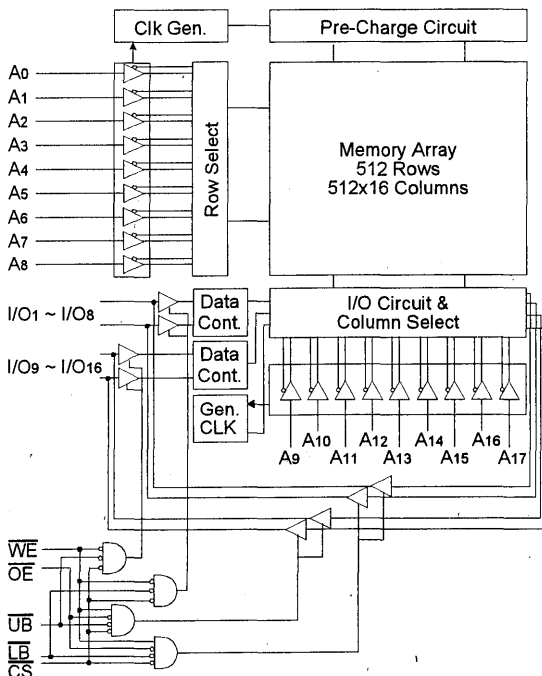 Clk Gen.
Pre-Charge Circuit
A0
A1
A2
A3
A4
A5
A6
A7
A8
Row Select
Memory Array
512 Rows
512x16 Columns
I/O1 ~ I/O8
Data
Cont.
I/O Circuit &
Column Select
I/O9 ~ I/O16
Data
Cont.
Gen.
CLK
A9
A10
A11
A12
A13
A14
A15
A16
A17
WE
OE
UB
LB
CS